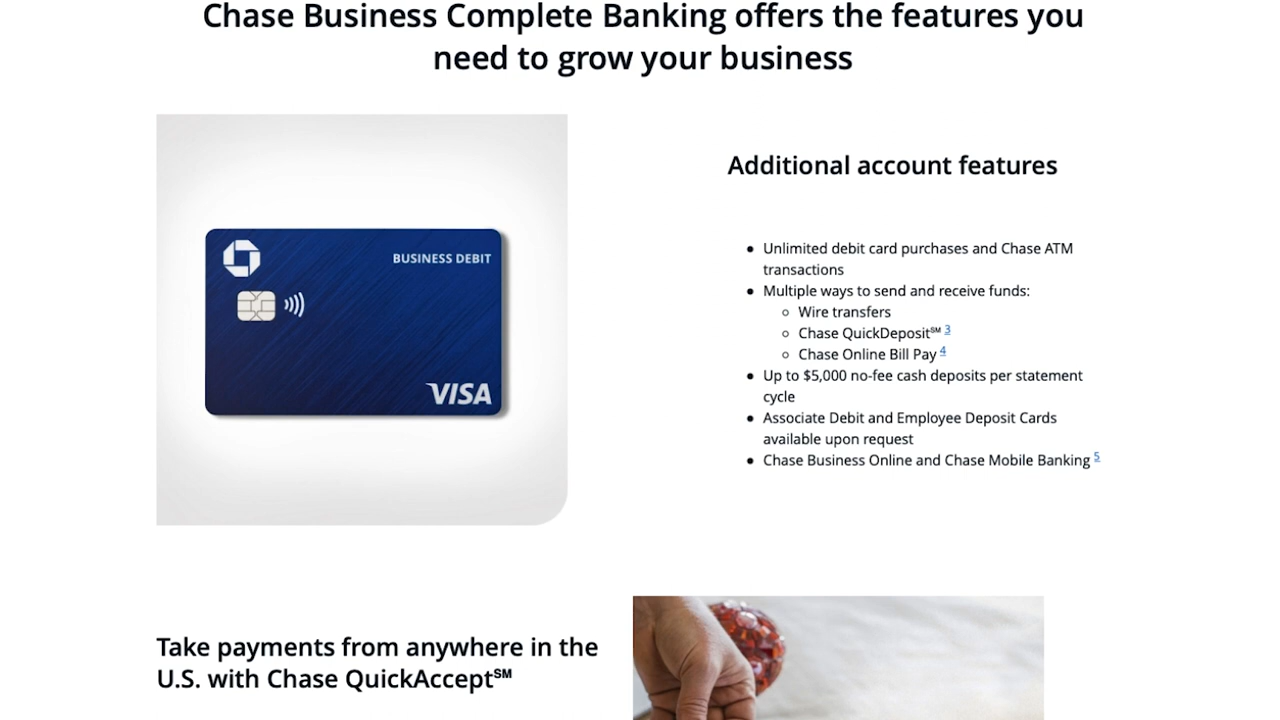 Chase Business Complete Banking offers the features you
need to grow your business
Additional account features
BUSINESS DEBIT
VISA
• Unlimited debit card purchases and Chase ATM
transactions
• Multiple ways to send and receive funds:
◦ Wire transfers
◦ Chase QuickDeposit℠ 3
◦ Chase Online Bill Pay 4
• Up to $5,000 no-fee cash deposits per statement
cycle
• Associate Debit and Employee Deposit Cards
available upon request
• Chase Business Online and Chase Mobile Banking 5
Take payments from anywhere in the
U.S. with Chase QuickAccept℠